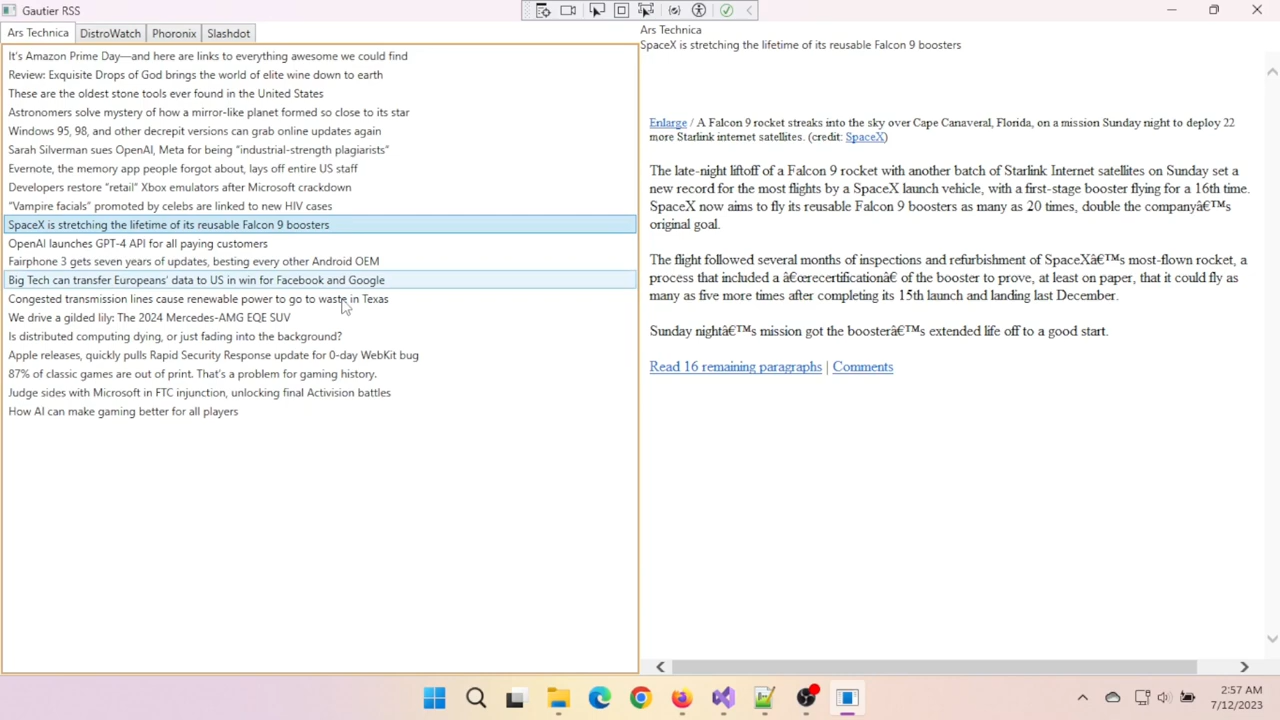 Gautier RSS
Ars Technica
DistroWatch
Phoronix
Slashdot
It's Amazon Prime Day—and here are links to everything awesome we could find
Review: Exquisite Drops of God brings the world of elite wine down to earth
These are the oldest stone tools ever found in the United States
Astronomers solve mystery of how a mirror-like planet formed so close to its star
Windows 95, 98, and other decrepit versions can grab online updates again
Sarah Silverman sues OpenAI, Meta for being “industrial-strength plagiarists”
Evernote, the memory app people forgot about, lays off entire US staff
Developers restore “retail” Xbox emulators after Microsoft crackdown
“Vampire facials” promoted by celebs are linked to new HIV cases
SpaceX is stretching the lifetime of its reusable Falcon 9 boosters
OpenAI launches GPT-4 API for all paying customers
Fairphone 3 gets seven years of updates, besting every other Android OEM
Big Tech can transfer Europeans’ data to US in win for Facebook and Google
Congested transmission lines cause renewable power to go to waste in Texas
We drive a gilded lily: The 2024 Mercedes-AMG EQE SUV
Is distributed computing dying, or just fading into the background?
Apple releases, quickly pulls Rapid Security Response update for 0-day WebKit bug
87% of classic games are out of print. That’s a problem for gaming history.
Judge sides with Microsoft in FTC injunction, unlocking final Activision battles
How AI can make gaming better for all players
Ars Technica
SpaceX is stretching the lifetime of its reusable Falcon 9 boosters
Enlarge / A Falcon 9 rocket streaks into the sky over Cape Canaveral, Florida, on a mission Sunday night to deploy 22
more Starlink internet satellites. (credit: SpaceX)
The late-night liftoff of a Falcon 9 rocket with another batch of Starlink Internet satellites on Sunday set a
new record for the most flights by a SpaceX launch vehicle, with a first-stage booster flying for a 16th time.
SpaceX now aims to fly its reusable Falcon 9 boosters as many as 20 times, double the companyâ€™s
original goal.
The flight followed several months of inspections and refurbishment of SpaceXâ€™s most-flown rocket, a
process that included a â€œrecertificationâ€ of the booster to prove, at least on paper, that it could fly as
many as five more times after completing its 15th launch and landing last December.
Sunday nightâ€™s mission got the boosterâ€™s extended life off to a good start.
Read 16 remaining paragraphs | Comments
2:57 AM
7/12/2023